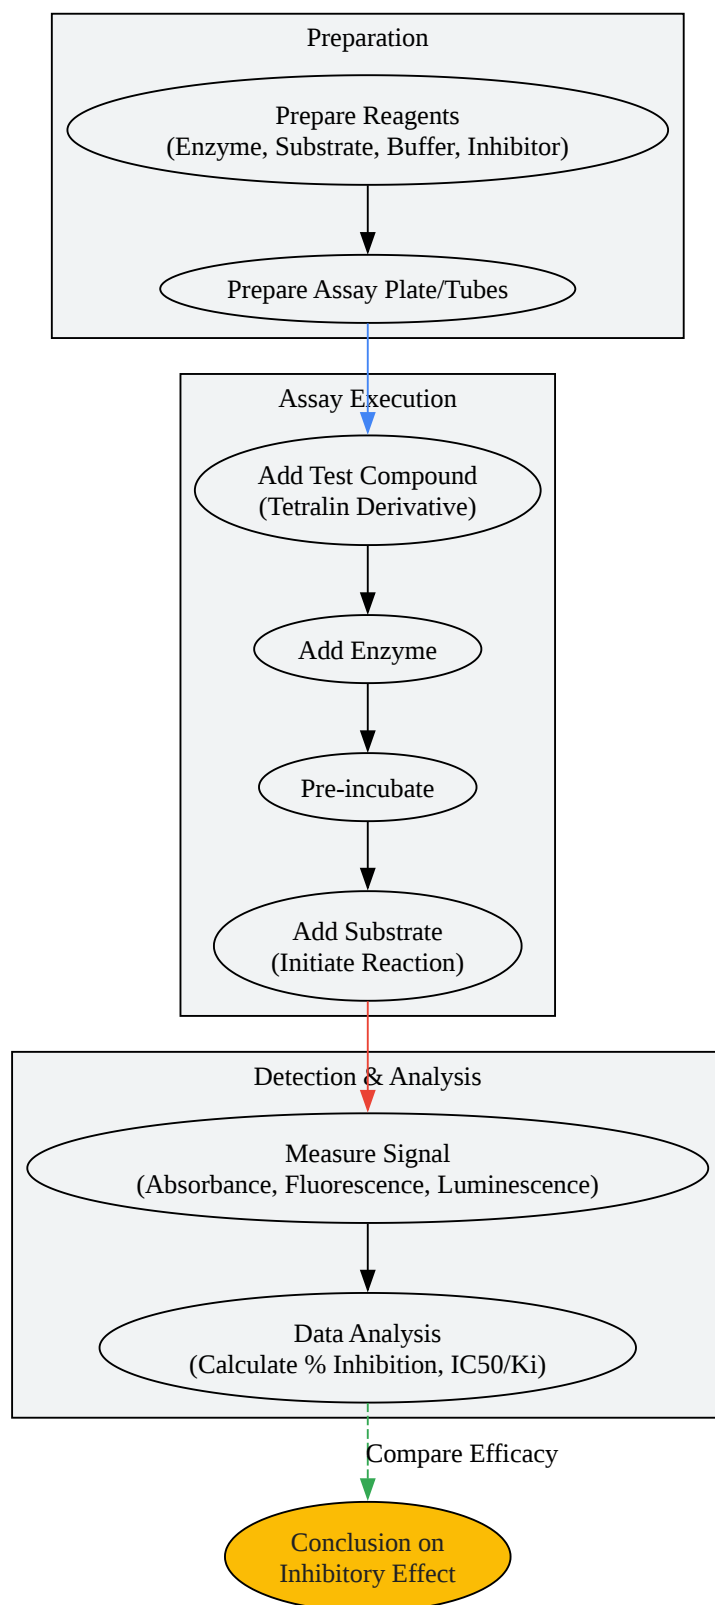 Preparation
Prepare Reagents
(Enzyme, Substrate, Buffer, Inhibitor)
Prepare Assay Plate/Tubes
Assay Execution
Add Test Compound
(Tetralin Derivative)
Add Enzyme
Pre-incubate
Add Substrate
(Initiate Reaction)
Detection & Analysis
Measure Signal
(Absorbance, Fluorescence, Luminescence)
Data Analysis
(Calculate % Inhibition, IC50/Ki)
Compare Efficacy
Conclusion on
Inhibitory Effect